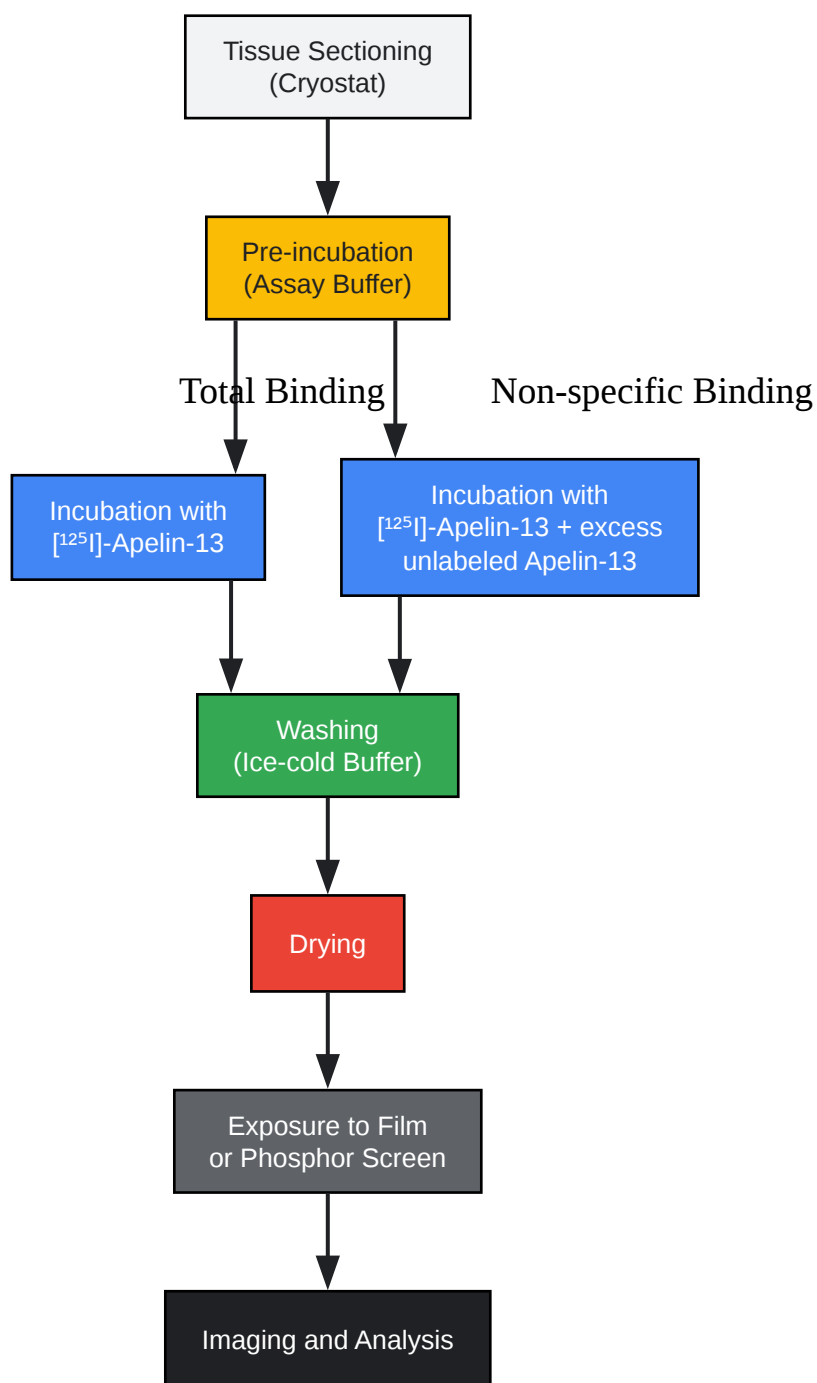 Tissue Sectioning
(Cryostat)
Pre-incubation
(Assay Buffer)
Total Binding
Non-specific Binding
Incubation with
[¹²⁵I]-Apelin-13
Incubation with
[¹²⁵I]-Apelin-13 + excess
unlabeled Apelin-13
Washing
(Ice-cold Buffer)
Drying
Exposure to Film
or Phosphor Screen
Imaging and Analysis